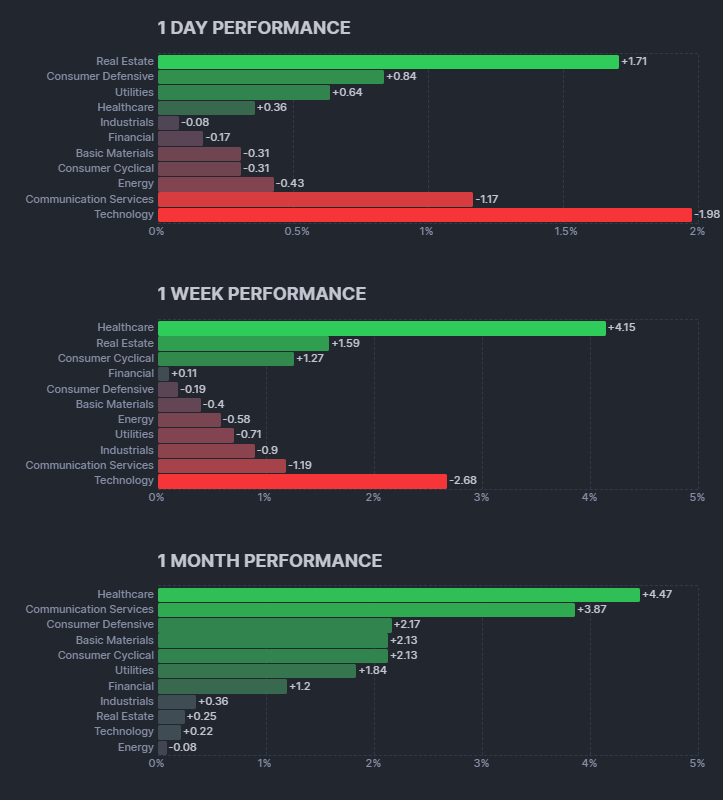 1 DAY PERFORMANCE
Real Estate +1.71
Consumer Defensive +0.84
Utilities +0.64
Healthcare +0.36
Industrials -0.08
Financial -0.17
Basic Materials -0.31
Consumer Cyclical -0.31
Energy -0.43
Communication Services -1.17
Technology -1.98
0% 0.5% 1% 1.5% 2%
1 WEEK PERFORMANCE
Healthcare +4.15
Real Estate +1.59
Consumer Cyclical +1.27
Financial +0.11
Consumer Defensive -0.19
Basic Materials -0.4
Energy -0.58
Utilities -0.71
Industrials -0.9
Communication Services -1.19
Technology -2.68
0% 1% 2% 3% 4% 5%
1 MONTH PERFORMANCE
Healthcare +4.47
Communication Services +3.87
Consumer Defensive +2.17
Basic Materials +2.13
Consumer Cyclical +2.13
Utilities +1.84
Financial +1.2
Industrials +0.36
Real Estate +0.25
Technology +0.22
Energy -0.08
0% 1% 2% 3% 4% 5%